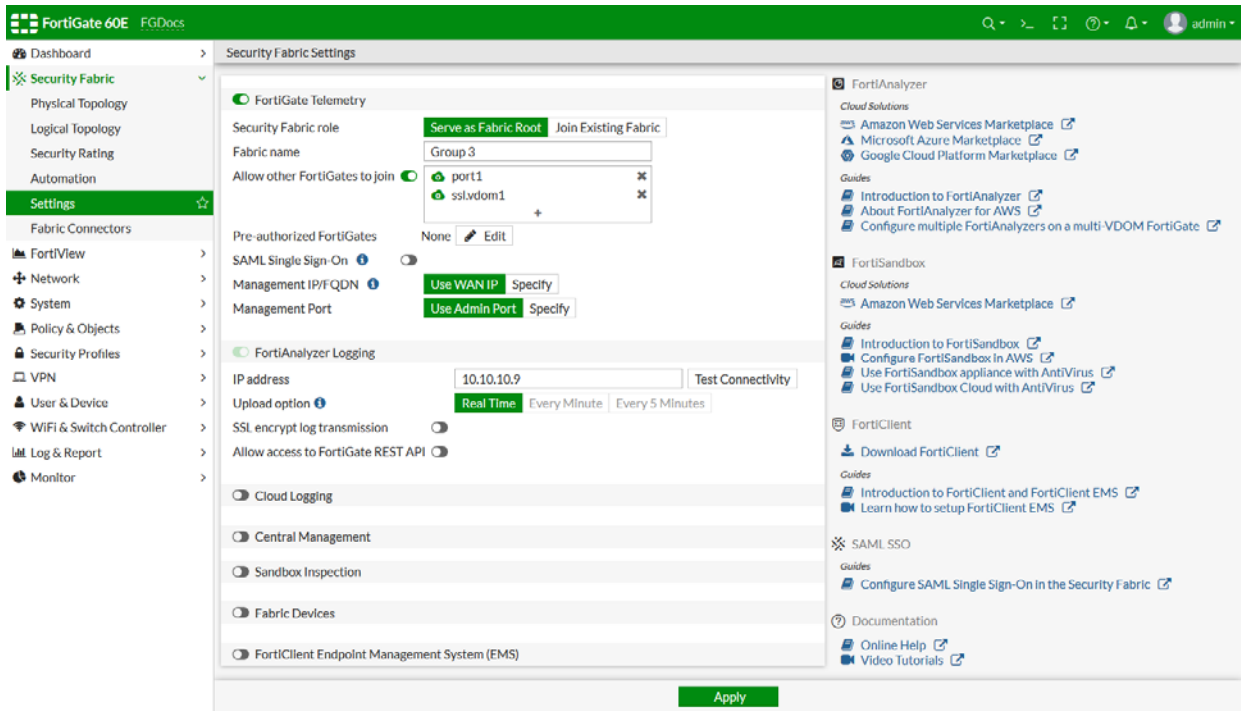 FortiGate 60E FGDocs
admin
Dashboard
Security Fabric
Physical Topology
Logical Topology
Security Rating
Automation
Settings
Fabric Connectors
FortiView
Network
System
Policy & Objects
Security Profiles
VPN
User & Device
WiFi & Switch Controller
Log & Report
Monitor
Security Fabric Settings
FortiGate Telemetry
Security Fabric role Serve as Fabric Root Join Existing Fabric
Fabric name Group 3
Allow other FortiGates to join port1
ssl.vdom1
+
Pre-authorized FortiGates None Edit
SAML Single Sign-On
Management IP/FQDN Use WAN IP Specify
Management Port Use Admin Port Specify
FortiAnalyzer Logging
IP address 10.10.10.9 Test Connectivity
Upload option Real Time Every Minute Every 5 Minutes
SSL encrypt log transmission
Allow access to FortiGate REST API
Cloud Logging
Central Management
Sandbox Inspection
Fabric Devices
FortiClient Endpoint Management System (EMS)
FortiAnalyzer
Cloud Solutions
Amazon Web Services Marketplace
Microsoft Azure Marketplace
Google Cloud Platform Marketplace
Guides
Introduction to FortiAnalyzer
About FortiAnalyzer for AWS
Configure multiple FortiAnalyzers on a multi-VDOM FortiGate
FortiSandbox
Cloud Solutions
Amazon Web Services Marketplace
Guides
Introduction to FortiSandbox
Configure FortiSandbox in AWS
Use FortiSandbox appliance with AntiVirus
Use FortiSandbox Cloud with AntiVirus
FortiClient
Download FortiClient
Guides
Introduction to FortiClient and FortiClient EMS
Learn how to setup FortiClient EMS
SAML SSO
Guides
Configure SAML Single Sign-On in the Security Fabric
Documentation
Online Help
Video Tutorials
Apply